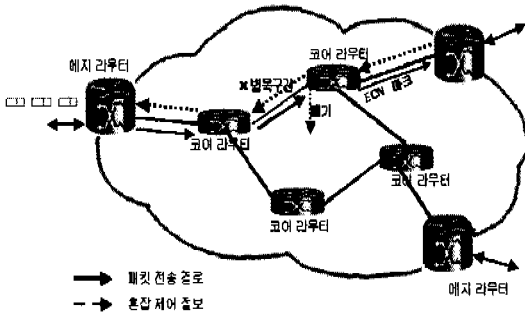 코어 라우터
에지 라우터
×병목구간
ECN 마크
폐기
코어 라우터
코어 라우터
코어 라우터
에지 라우터
패킷 전송 경로
혼잡 제어 정보